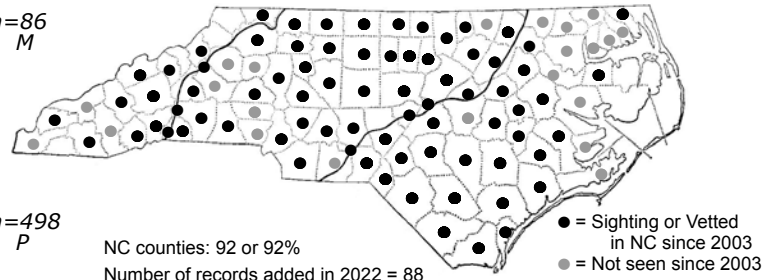 =86
M
=498
P
NC counties: 92 or 92%
Number of records added in 2022 = 88
● = Sighting or Vetted
in NC since 2003
● = Not seen since 2003